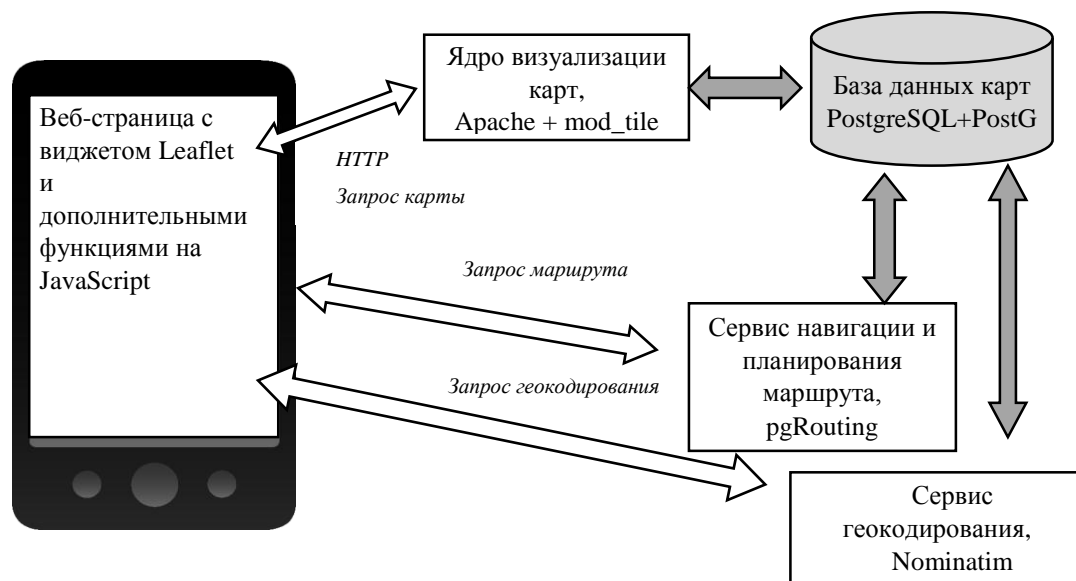 Веб-страница с
виджетом Leaflet
и
дополнительными
функциями на
JavaScript
Ядро визуализации
карт,
Apache + mod_tile
База данных карт
PostgreSQL+PostG
HTTP
Запрос карты
Запрос маршрута
Сервис навигации и
планирования
маршрута,
pgRouting
Запрос геокодирования
Сервис
геокодирования,
Nominatim